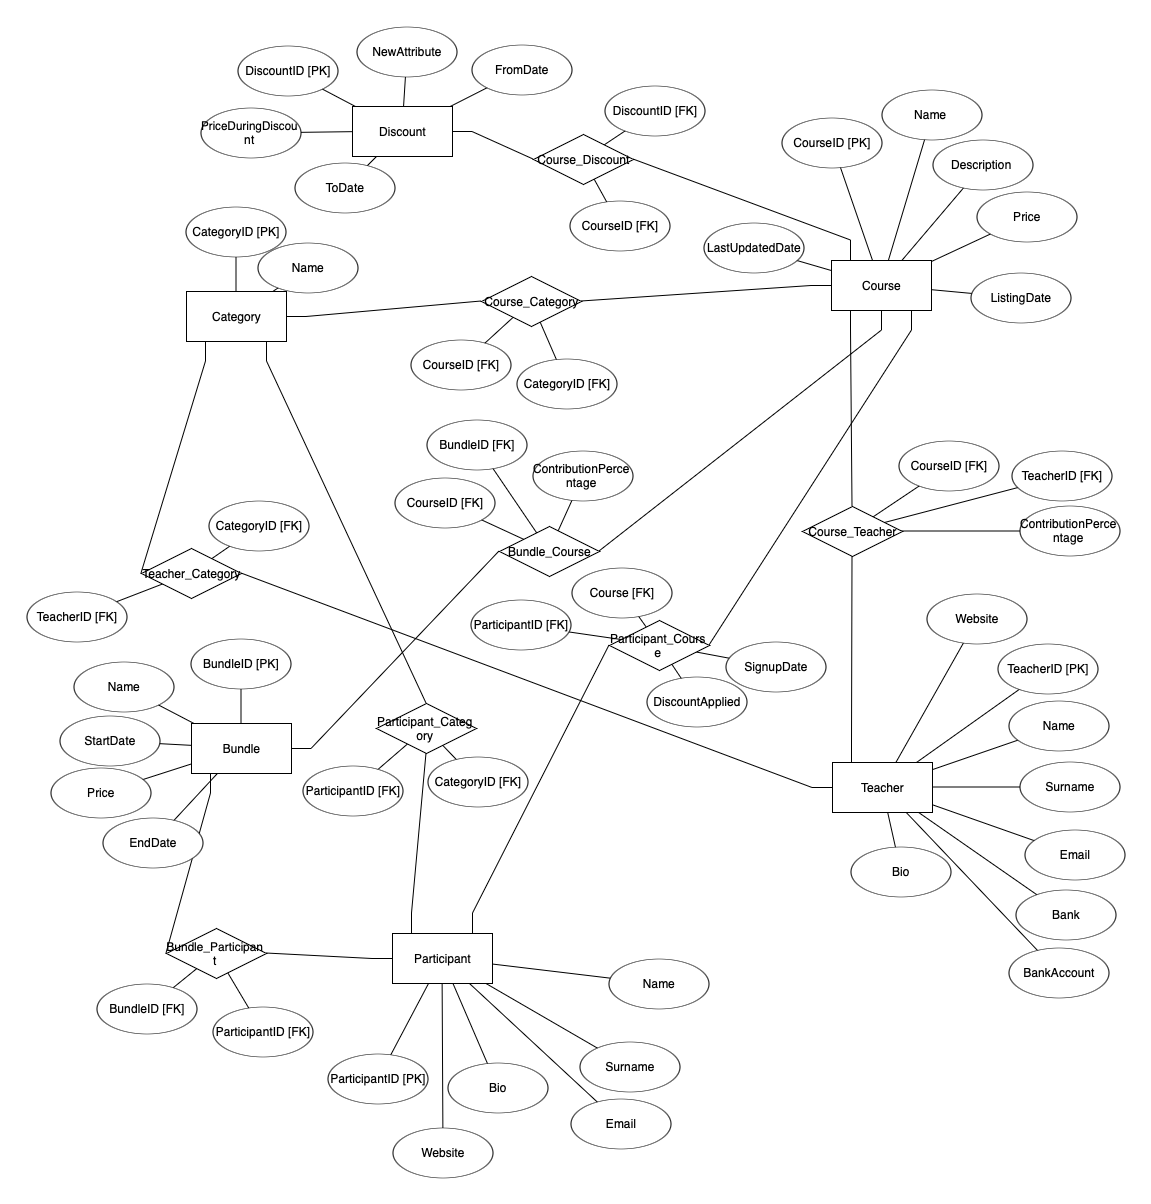 NewAttribute
DiscountID [PK]
FromDate
PriceDuringDiscou
nt
Discount
ToDate
DiscountID [FK]
Course_Discount
CourseID [FK]
CourseID [PK]
Name
Description
Price
LastUpdatedDate
Course
ListingDate
CategoryID [PK]
Name
Category
Course_Category
CourseID [FK]
CategoryID [FK]
BundleID [FK]
ContributionPerce
ntage
CourseID [FK]
Bundle_Course
CourseID [FK]
TeacherID [FK]
ContributionPerce
ntage
Course_Teacher
CategoryID [FK]
Teacher_Category
TeacherID [FK]
Course [FK]
ParticipantID [FK]
Participant_Cours
e
SignupDate
DiscountApplied
Website
TeacherID [PK]
Name
Surname
Teacher
Email
Bank
BankAccount
Bio
BundleID [PK]
Name
StartDate
Bundle
Price
EndDate
Participant_Categ
ory
ParticipantID [FK]
CategoryID [FK]
Bundle_Participan
t
BundleID [FK]
ParticipantID [FK]
Participant
Name
Surname
Email
Bio
ParticipantID [PK]
Website